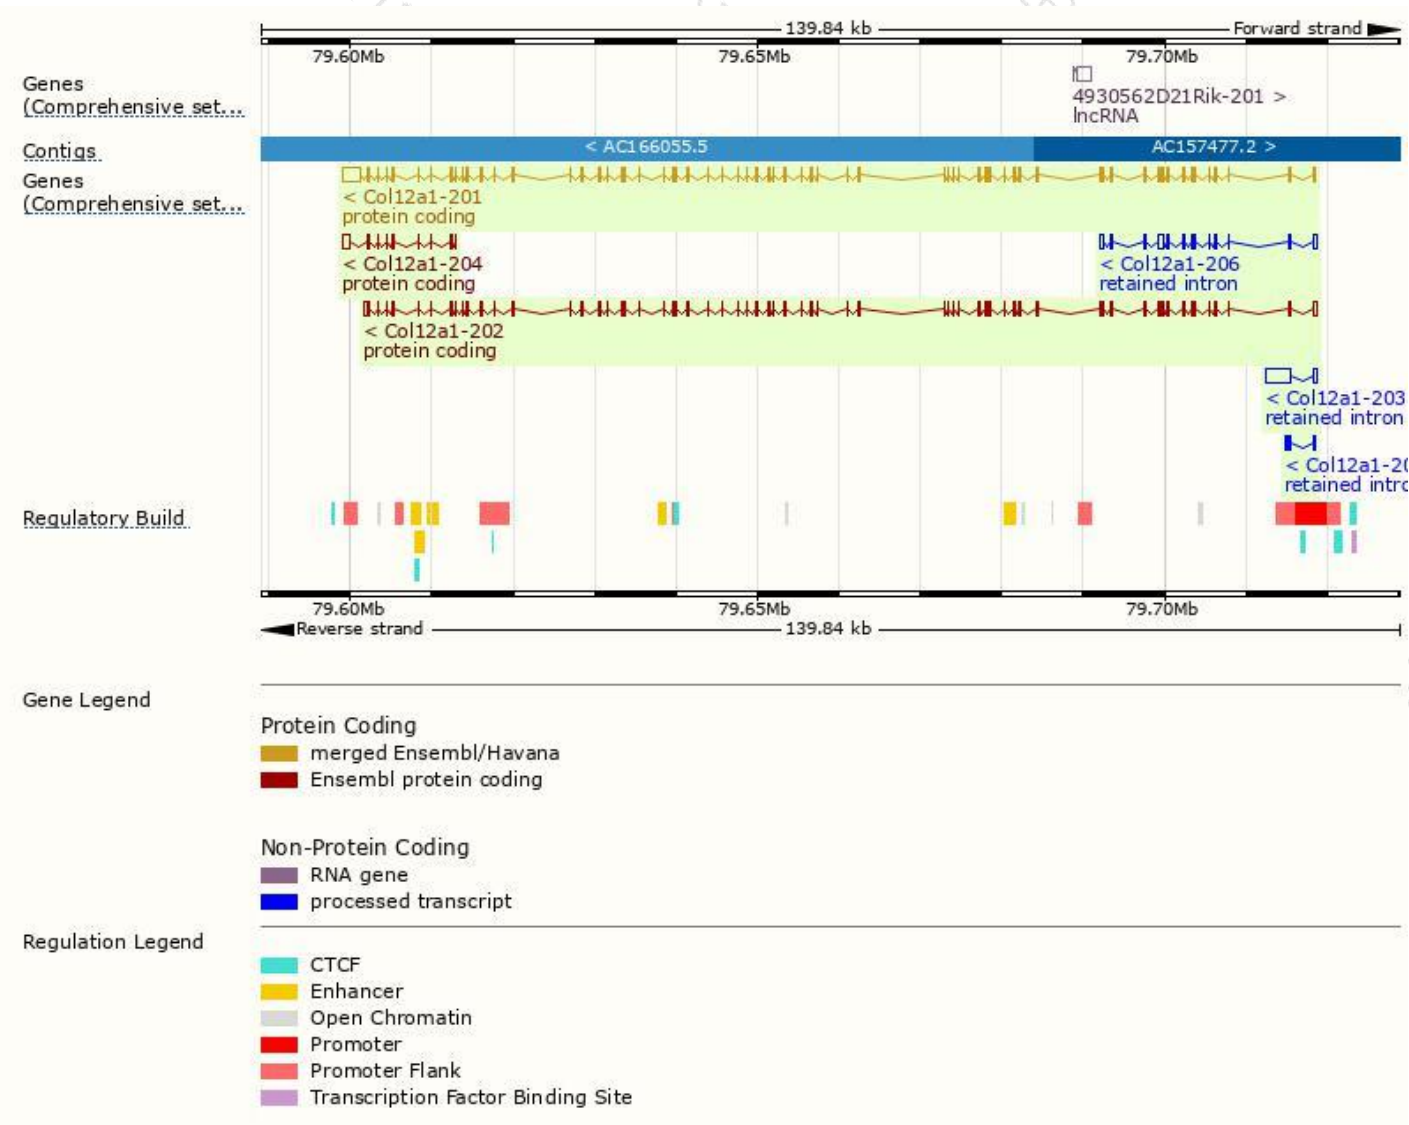 139.84 kb
Forward strand
79.60Mb
79.65Mb
79.70Mb
Genes
(Comprehensive set...
4930562D21Rik-201 >
lncRNA
Contigs
< AC166055.5
AC157477.2 >
Genes
(Comprehensive set...
< Col12a1-201
protein coding
< Col12a1-204
protein coding
< Col12a1-206
retained intron
< Col12a1-202
protein coding
< Col12a1-203
retained intron
< Col12a1-20
retained intro
Regulatory Build
79.60Mb
79.65Mb
79.70Mb
Reverse strand
139.84 kb
Gene Legend
Protein Coding
merged Ensembl/Havana
Ensembl protein coding
Non-Protein Coding
RNA gene
processed transcript
Regulation Legend
CTCF
Enhancer
Open Chromatin
Promoter
Promoter Flank
Transcription Factor Binding Site